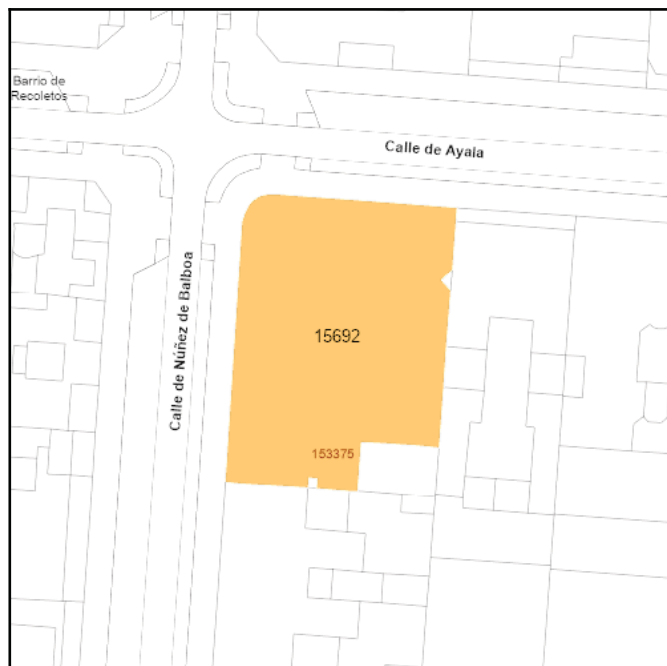 Barrio de
Recoletos
Calle de Ayala
Calle de Núñez de Balboa
15692
153375